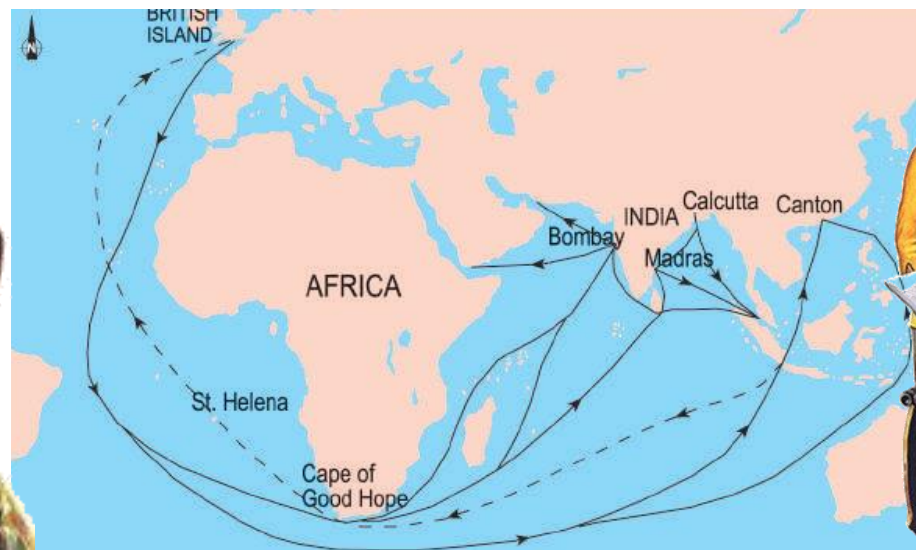 BRITISH
ISLAND
N
INDIA
Calcutta
Canton
Bombay
Madras
AFRICA
St. Helena
Cape of
Good Hope